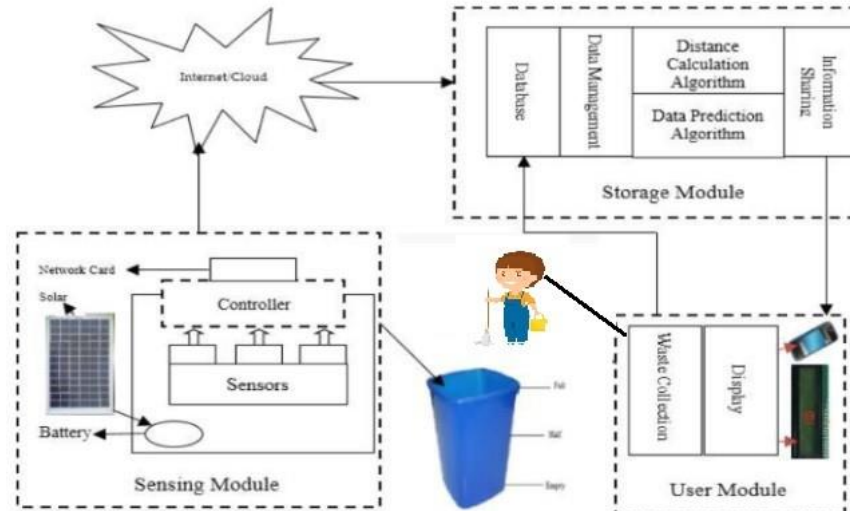 Internet/Cloud
Database
Data Management
Distance
Calculation
Algorithm
Data Prediction
Algorithm
Information
Sharing
Storage Module
Network Card
Solar
Controller
Sensors
Battery
Sensing Module
Full
Half
Empty
Waste Collection
Display
User Module